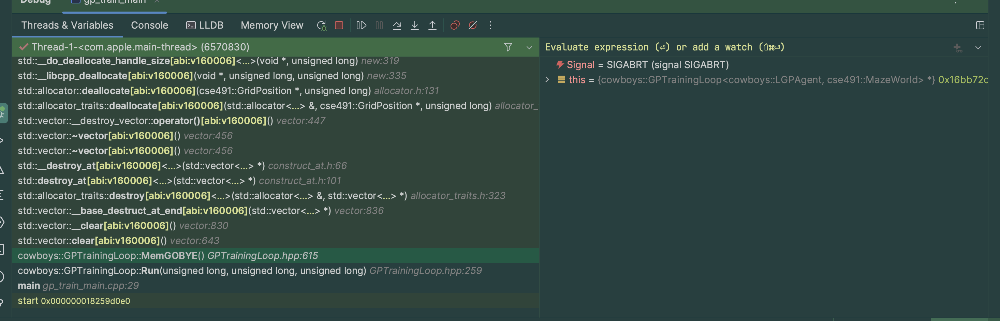 Debug
gp_train_main
Threads & Variables
Console
LLDB
Memory View
Thread-1-<com.apple.main-thread> (6570830)
std::__do_deallocate_handle_size[abi:v160006]<...>(void *, unsigned long) new:319
std::__libcpp_deallocate[abi:v160006](void *, unsigned long, unsigned long) new:335
std::allocator::deallocate[abi:v160006](cse491::GridPosition *, unsigned long) allocator.h:131
std::allocator_traits::deallocate[abi:v160006](std::allocator<...> &, cse491::GridPosition *, unsigned long) allocator_
std::vector::__destroy_vector::operator()[abi:v160006]() vector:447
std::vector::~vector[abi:v160006]() vector:456
std::vector::~vector[abi:v160006]() vector:456
std::__destroy_at[abi:v160006]<...>(std::vector<...> *) construct_at.h:66
std::destroy_at[abi:v160006]<...>(std::vector<...> *) construct_at.h:101
std::allocator_traits::destroy[abi:v160006]<...>(std::allocator<...> &, std::vector<...> *) allocator_traits.h:323
std::vector::__base_destruct_at_end[abi:v160006](std::vector<...> *) vector:836
std::vector::__clear[abi:v160006]() vector:830
std::vector::clear[abi:v160006]() vector:643
cowboys::GPTrainingLoop::MemGOBYE() GPTrainingLoop.hpp:615
cowboys::GPTrainingLoop::Run(unsigned long, unsigned long, unsigned long) GPTrainingLoop.hpp:259
main gp_train_main.cpp:29
start 0x000000018259d0e0
Evaluate expression (⏎) or add a watch (⇧⌘⏎)
Signal = SIGABRT (signal SIGABRT)
this = {cowboys::GPTrainingLoop<cowboys::LGPAgent, cse491::MazeWorld> *} 0x16bb72c